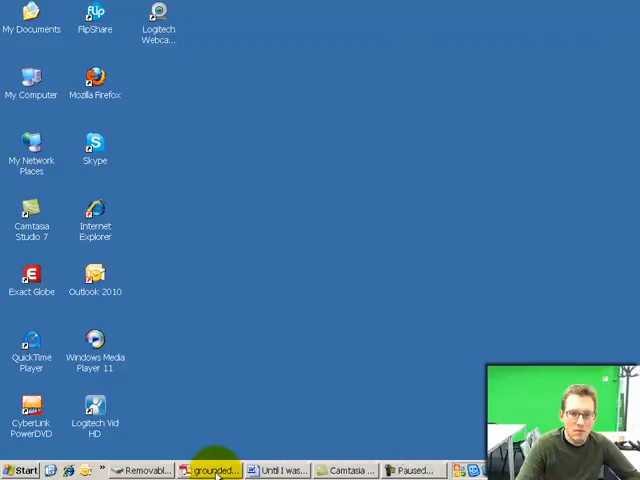 My Documents
FlipShare
Logitech
Webca...
My Computer
Mozilla Firefox
My Network
Places
Skype
Camtasia
Studio 7
Internet
Explorer
Exact Globe
Outlook 2010
QuickTime
Player
Windows Media
Player 11
CyberLink
PowerDVD
Logitech Vid
HD
Start
Removabl...
grounded...
Until I was...
Camtasia ...
Paused...